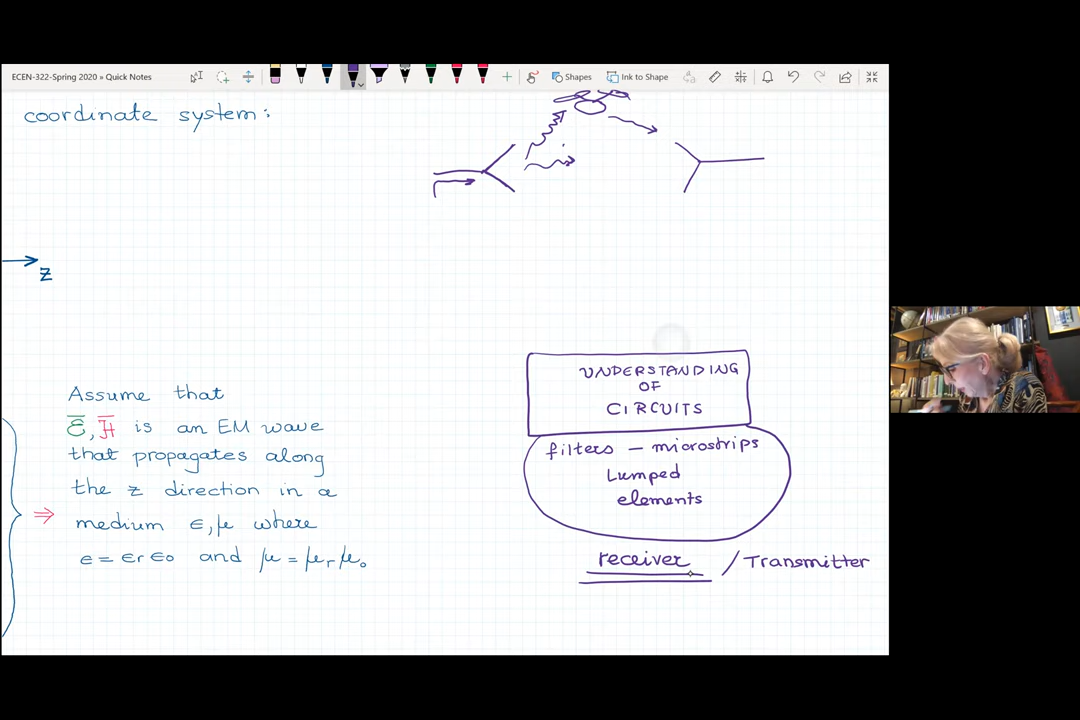 ECEN-322-Spring 2020 » Quick Notes
Shapes
Ink to Shape
coordinate system:
z
Assume that
Ē, H̄ is an EM wave
that propagates along
the z direction in a
medium ϵ, μ where
e = ϵr ϵ0 and μ = μr μ0
UNDERSTANDING
OF
CIRCUITS
filters — microstrips
Lumped
elements
receiver / Transmitter